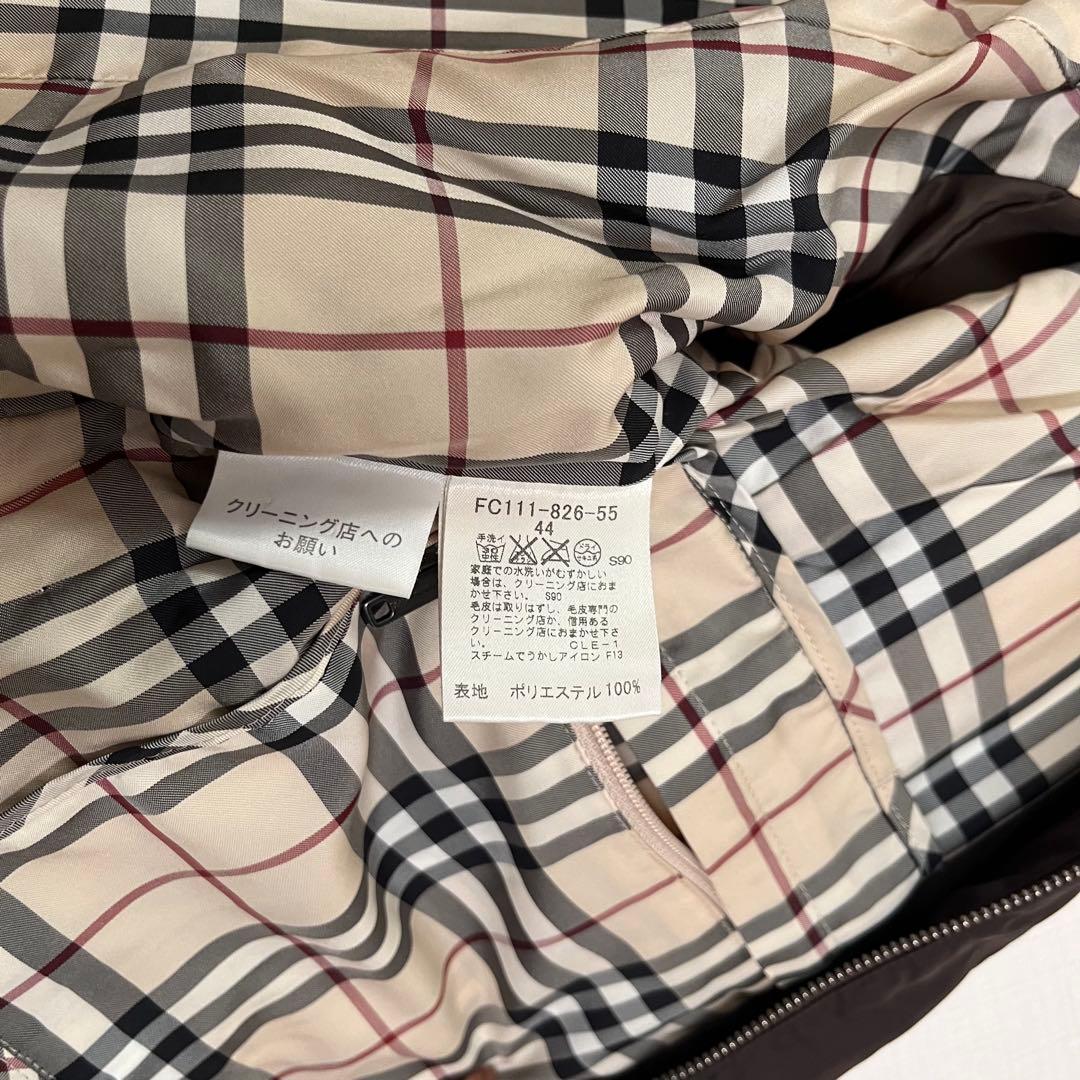 クリーニング店への
お願い
FC111-826-55
44
手洗イ
中性
ドライ
S90
家庭での水洗いがむずかしい
場合は、クリーニング店におま
かせ下さい。 S90
毛皮は取りはずし、毛皮専門の
クリーニング店か、信用ある
クリーニング店におまかせ下さ
い。 CLE-1
スチームでうかしアイロン F13
表地 ポリエステル100%